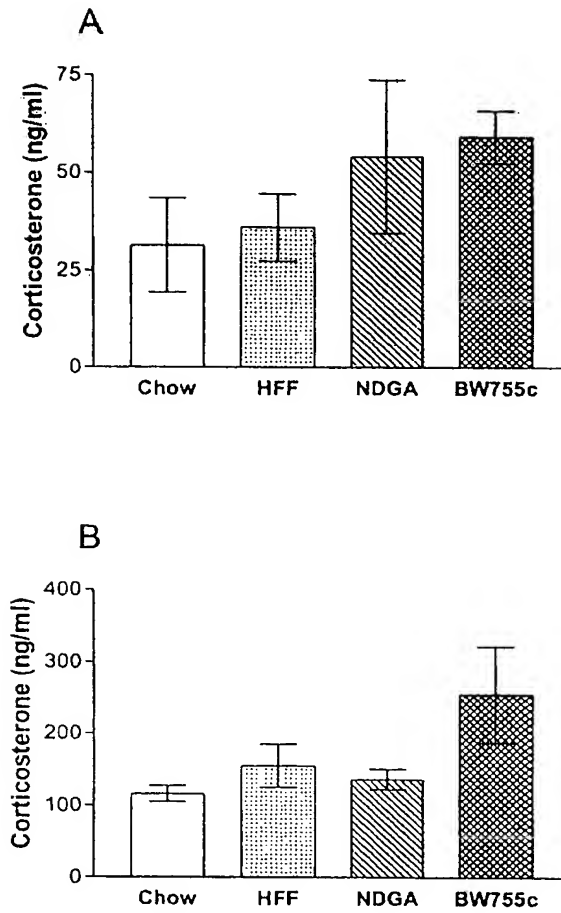 A
Corticosterone (ng/ml)
75
50
25
0
Chow HFF NDGA BW755c
B
Corticosterone (ng/ml)
400
300
200
100
0
Chow HFF NDGA BW755c